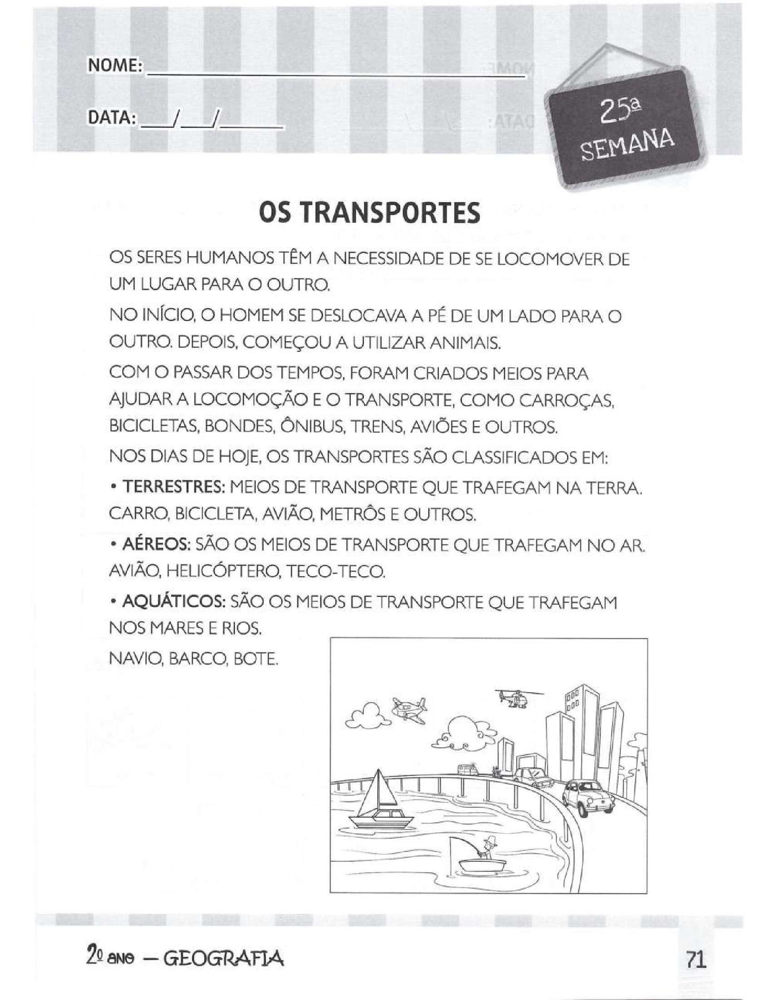 NOME:
DATA: ___/___/______
25ª
SEMANA
OS TRANSPORTES
OS SERES HUMANOS TÊM A NECESSIDADE DE SE LOCOMOVER DE
UM LUGAR PARA O OUTRO.
NO INÍCIO, O HOMEM SE DESLOCAVA A PÉ DE UM LADO PARA O
OUTRO. DEPOIS, COMEÇOU A UTILIZAR ANIMAIS.
COM O PASSAR DOS TEMPOS, FORAM CRIADOS MEIOS PARA
AJUDAR A LOCOMOÇÃO E O TRANSPORTE, COMO CARROÇAS,
BICICLETAS, BONDES, ÔNIBUS, TRENS, AVIÕES E OUTROS.
NOS DIAS DE HOJE, OS TRANSPORTES SÃO CLASSIFICADOS EM:
• TERRESTRES: MEIOS DE TRANSPORTE QUE TRAFEGAM NA TERRA.
CARRO, BICICLETA, AVIÃO, METRÔS E OUTROS.
• AÉREOS: SÃO OS MEIOS DE TRANSPORTE QUE TRAFEGAM NO AR.
AVIÃO, HELICÓPTERO, TECO-TECO.
• AQUÁTICOS: SÃO OS MEIOS DE TRANSPORTE QUE TRAFEGAM
NOS MARES E RIOS.
NAVIO, BARCO, BOTE.
2º ANO – GEOGRAFIA
71